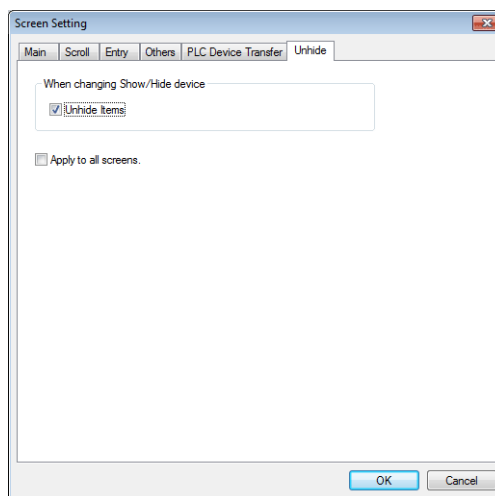 Screen Setting
Main Scroll Entry Others PLC Device Transfer Unhide
When changing Show/Hide device
Unhide Items
Apply to all screens.
OK Cancel